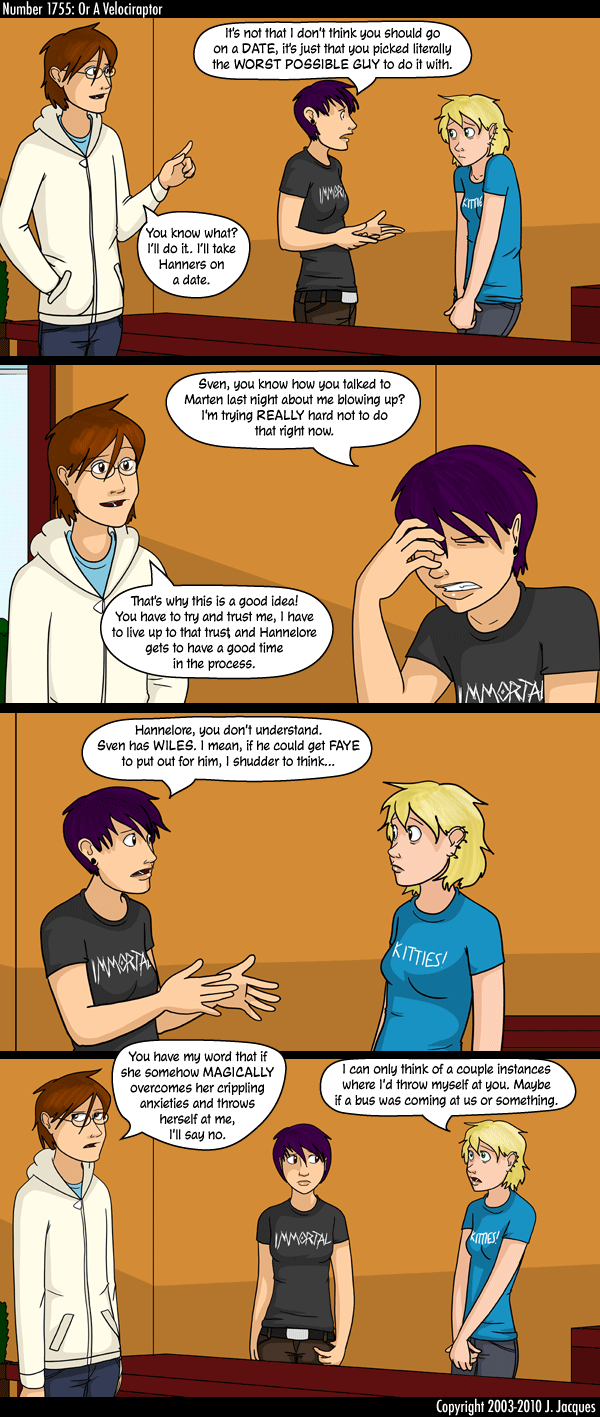 Number 1755: Or A Velociraptor
It's not that I don't think you should go
on a DATE, it's just that you picked literally
the WORST POSSIBLE GUY to do it with.
IMMORTAL
KITTIES
You know what?
I'll do it. I'll take
Hanners on
a date.
Sven, you know how you talked to
Marten last night about me blowing up?
I'm trying REALLY hard not to do
that right now.
That's why this is a good idea!
You have to try and trust me, I have
to live up to that trust, and Hannelore
gets to have a good time
in the process.
IMMORTAL
Hannelore, you don't understand.
Sven has WILES. I mean, if he could get FAYE
to put out for him, I shudder to think...
IMMORTAL
KITTIES!
You have my word that if
she somehow MAGICALLY
overcomes her crippling
anxieties and throws
herself at me,
I'll say no.
I can only think of a couple instances
where I'd throw myself at you. Maybe
if a bus was coming at us or something.
IMMORTAL
KITTIES!
Copyright 2003-2010 J. Jacques